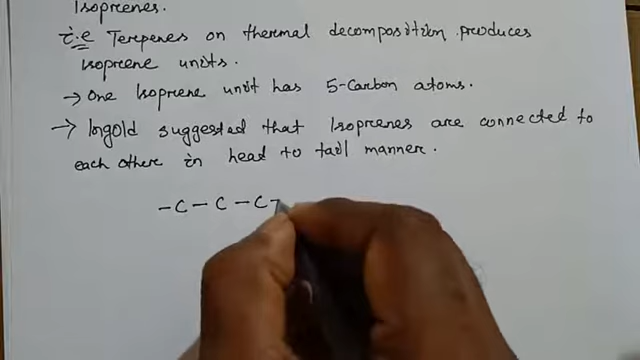 Isoprenes.
i.e Terpenes on thermal decomposition produces
isoprene units.
→ One Isoprene unit has 5-Carbon atoms.
→ Ingold suggested that Isoprenes are connected to
each othere in head to tail manner.
-C-C-C-